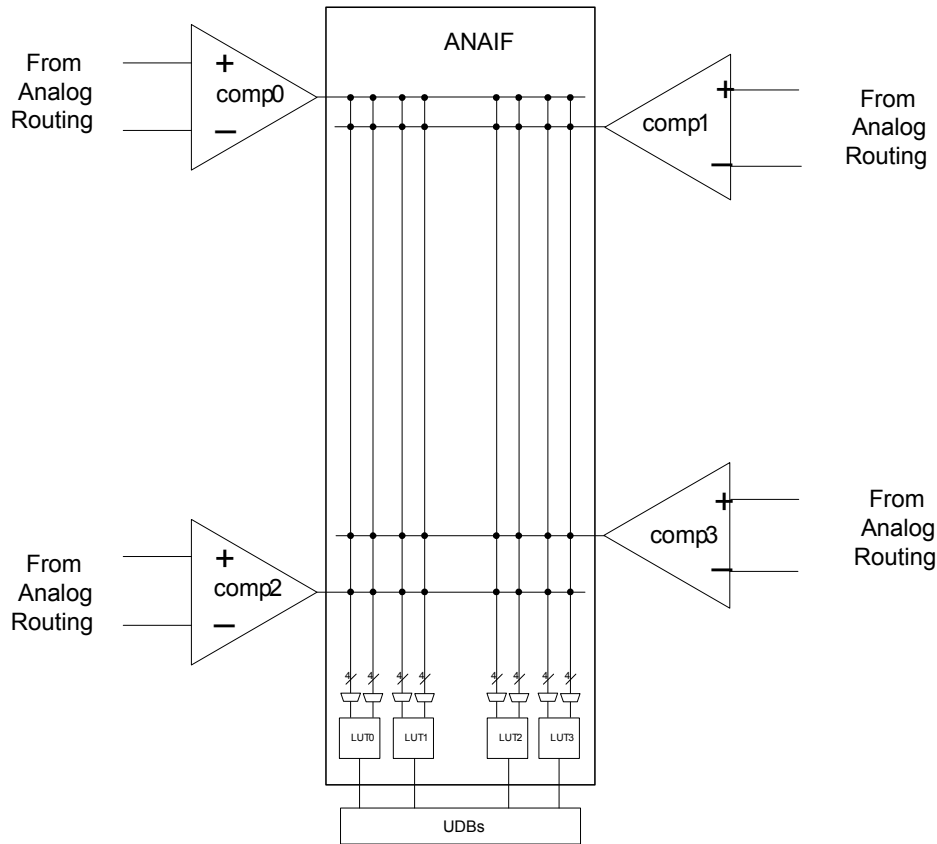 ANAIF
From
Analog
Routing
+
comp0
−
+
comp1
−
From
Analog
Routing
From
Analog
Routing
+
comp2
−
+
comp3
−
From
Analog
Routing
4 4 4 4 4 4 4 4
LUT0 LUT1 LUT2 LUT3
UDBs